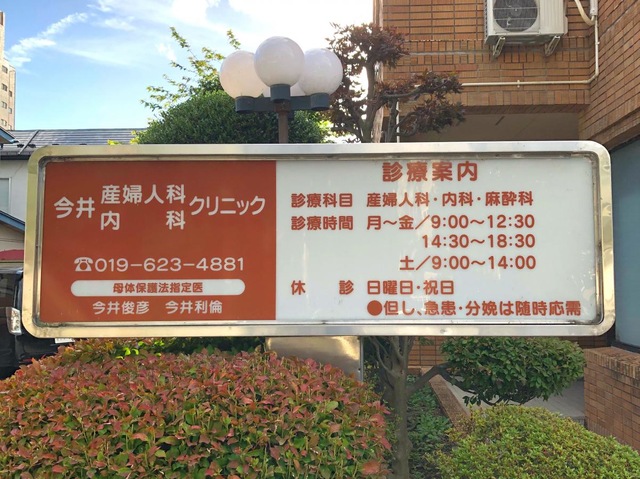 今井 産婦人科 クリニック
内科
☎019-623-4881
母体保護法指定医
今井俊彦 今井利倫
診療案内
診療科目 産婦人科・内科・麻酔科
診療時間 月～金／9:00～12:30
14:30～18:30
土／9:00～14:00
休診 日曜日・祝日
●但し、急患・分娩は随時応需